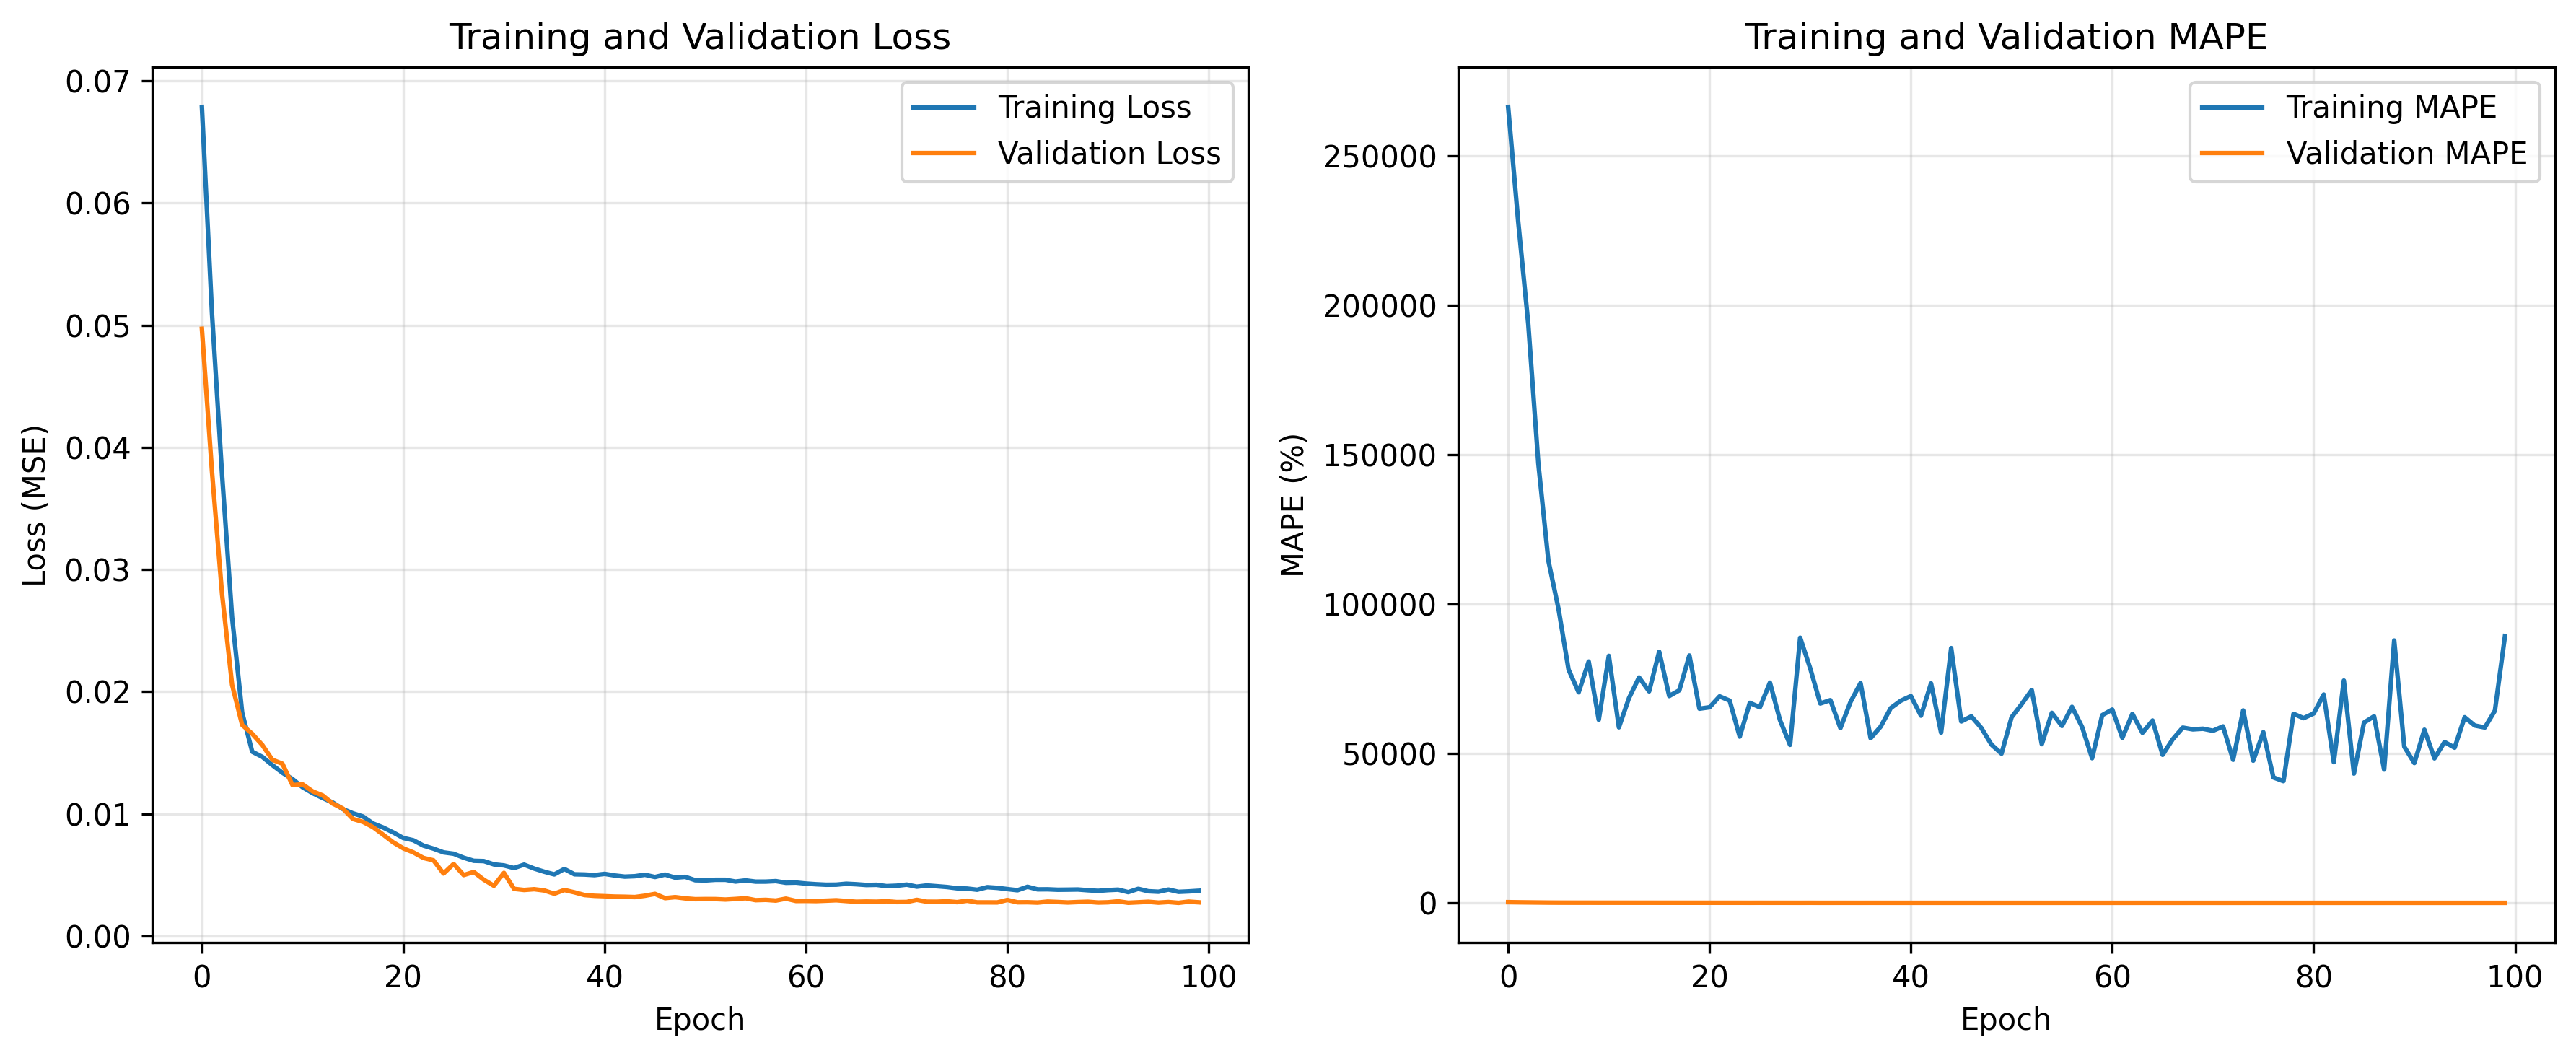 Training and Validation Loss
0.07
0.06
0.05
0.04
0.03
0.02
0.01
0.00
Loss (MSE)
0 20 40 60 80 100
Epoch
Training Loss
Validation Loss
Training and Validation MAPE
250000
200000
150000
100000
50000
0
MAPE (%)
0 20 40 60 80 100
Epoch
Training MAPE
Validation MAPE